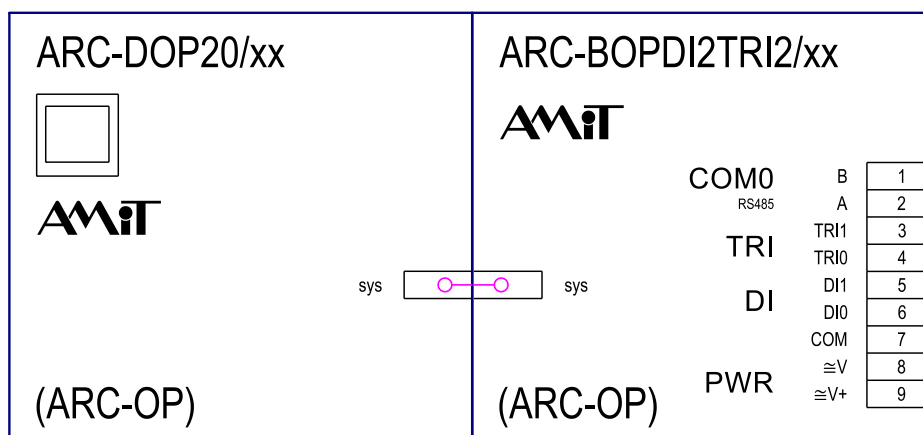 ARC-DOP20/xx
AMiT
sys
(ARC-OP)
ARC-BOPDI2TRI2/xx
AMiT
COM0
RS485
TRI
DI
PWR
sys
B 1
A 2
TRI1 3
TRI0 4
DI1 5
DI0 6
COM 7
≅V 8
≅V+ 9
(ARC-OP)